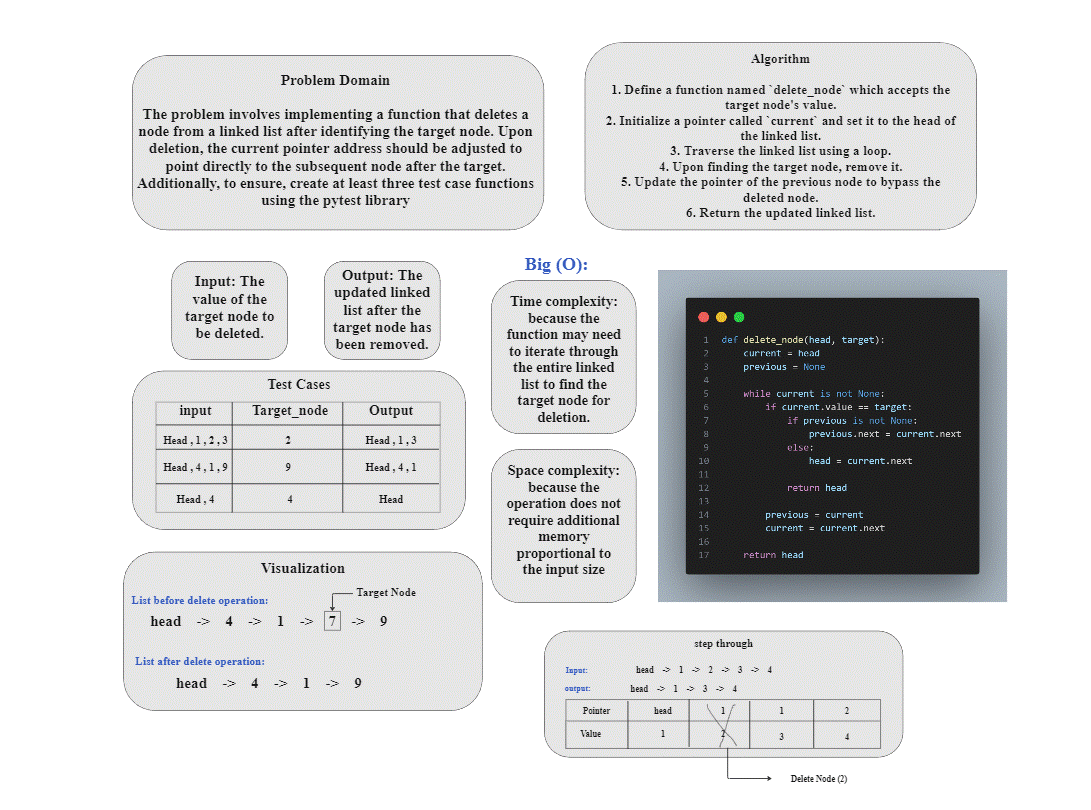 Problem Domain
The problem involves implementing a function that deletes a
node from a linked list after identifying the target node. Upon
deletion, the current pointer address should be adjusted to
point directly to the subsequent node after the target.
Additionally, to ensure, create at least three test case functions
using the pytest library
Algorithm
1. Define a function named `delete_node` which accepts the
target node's value.
2. Initialize a pointer called `current` and set it to the head of
the linked list.
3. Traverse the linked list using a loop.
4. Upon finding the target node, remove it.
5. Update the pointer of the previous node to bypass the
deleted node.
6. Return the updated linked list.
Input: The
value of the
target node to
be deleted.
Output: The
updated linked
list after the
target node has
been removed.
Big (O):
Time complexity:
because the
function may need
to iterate through
the entire linked
list to find the
target node for
deletion.
Space complexity:
because the
operation does not
require additional
memory
proportional to
the input size
1 def delete_node(head, target):
2 current = head
3 previous = None
4
5 while current is not None:
6 if current.value == target:
7 if previous is not None:
8 previous.next = current.next
9 else:
10 head = current.next
11
12 return head
13
14 previous = current
15 current = current.next
16
17 return head
Test Cases
input Target_node Output
Head , 1 , 2 , 3 2 Head , 1 , 3
Head , 4 , 1 , 9 9 Head , 4 , 1
Head , 4 4 Head
Visualization
List before delete operation:
Target Node
head -> 4 -> 1 -> 7 -> 9
List after delete operation:
head -> 4 -> 1 -> 9
step through
Input: head -> 1 -> 2 -> 3 -> 4
output: head -> 1 -> 3 -> 4
Pointer head 1 1 2
Value 1 2 3 4
Delete Node (2)